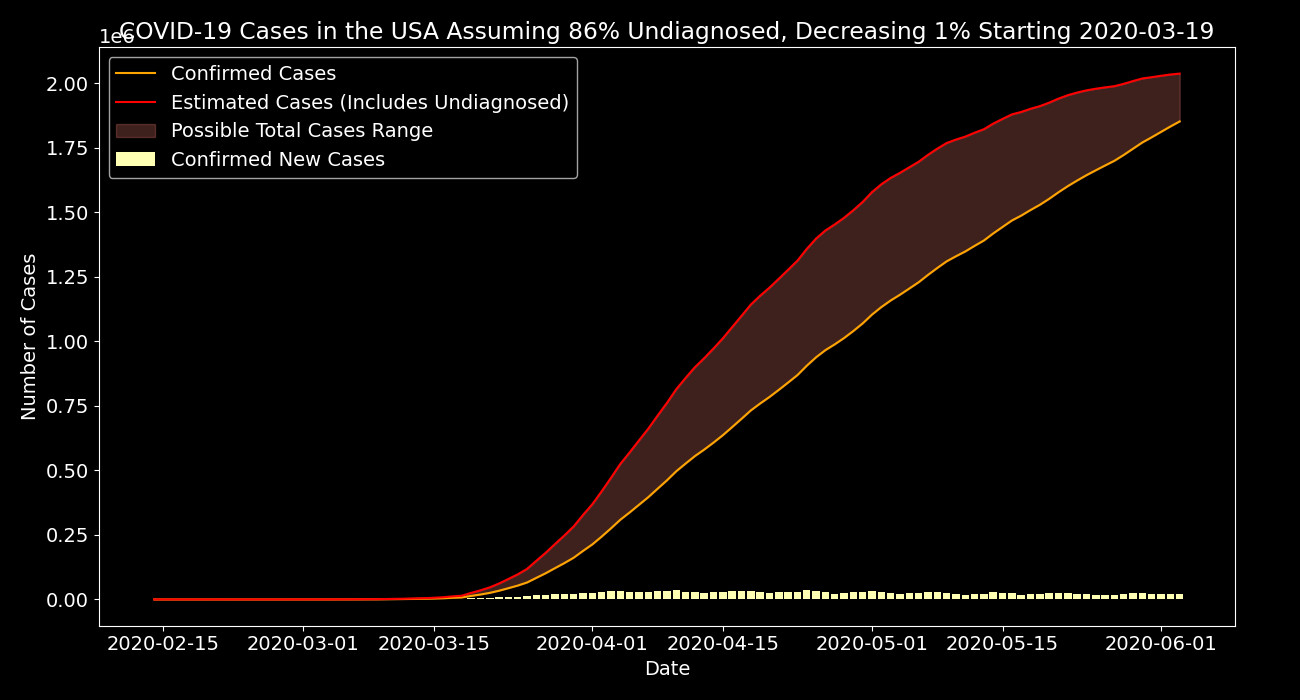 COVID-19 Cases in the USA Assuming 86% Undiagnosed, Decreasing 1% Starting 2020-03-19
1e6
Confirmed Cases
Estimated Cases (Includes Undiagnosed)
Possible Total Cases Range
Confirmed New Cases
2.00
1.75
1.50
1.25
1.00
0.75
0.50
0.25
0.00
Number of Cases
2020-02-15 2020-03-01 2020-03-15 2020-04-01 2020-04-15 2020-05-01 2020-05-15 2020-06-01
Date